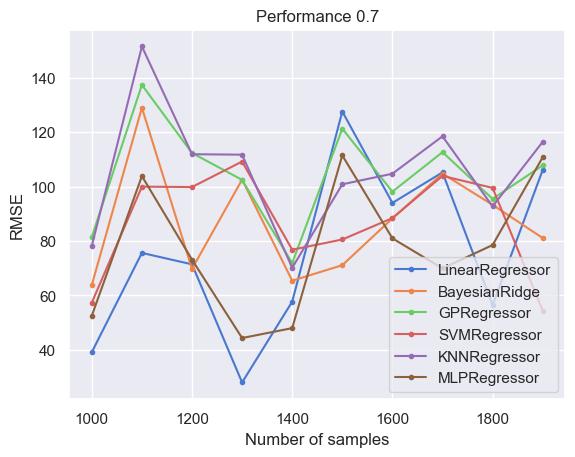 Performance 0.7
RMSE
140
120
100
80
60
40
1000
1200
1400
1600
1800
Number of samples
LinearRegressor
BayesianRidge
GPRegressor
SVMRegressor
KNNRegressor
MLPRegressor